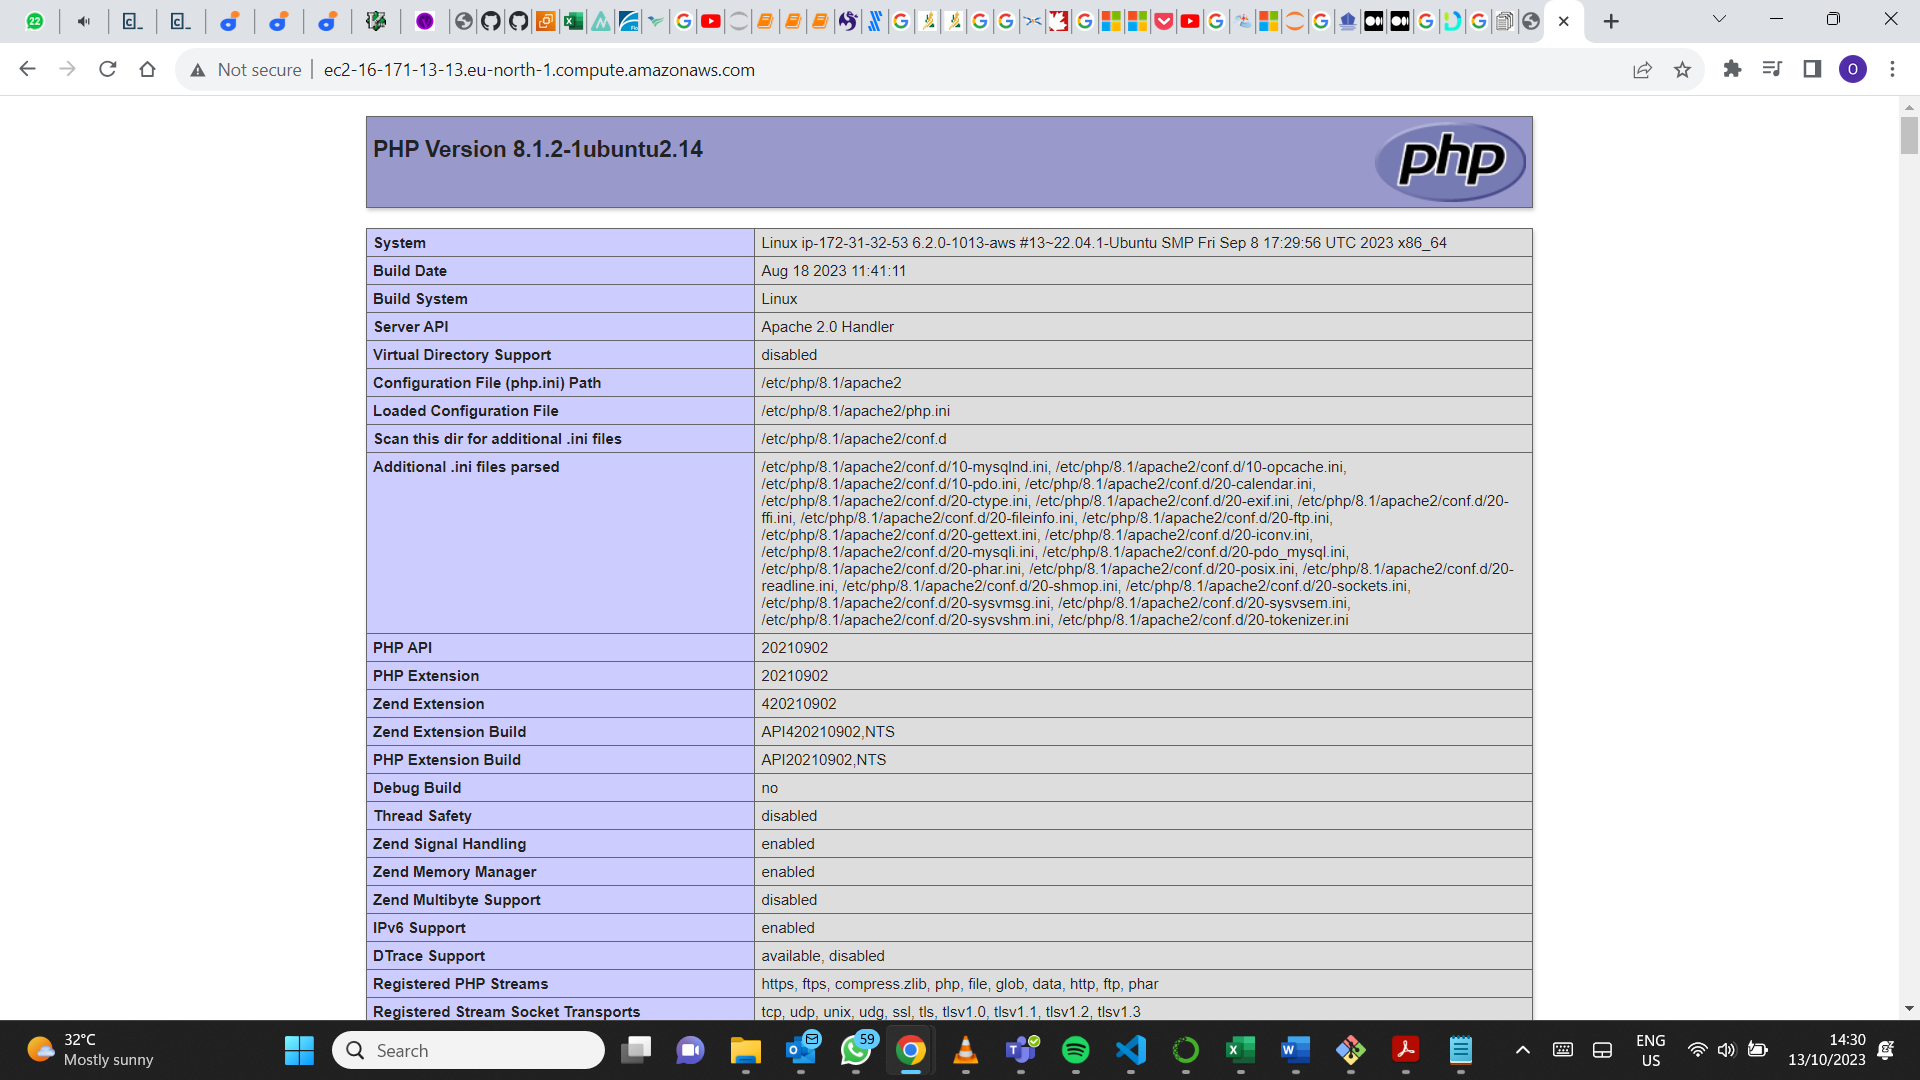 22
Not secure
ec2-16-171-13-13.eu-north-1.compute.amazonaws.com
O
PHP Version 8.1.2-1ubuntu2.14
php
System Linux ip-172-31-32-53 6.2.0-1013-aws #13~22.04.1-Ubuntu SMP Fri Sep 8 17:29:56 UTC 2023 x86_64
Build Date Aug 18 2023 11:41:11
Build System Linux
Server API Apache 2.0 Handler
Virtual Directory Support disabled
Configuration File (php.ini) Path /etc/php/8.1/apache2
Loaded Configuration File /etc/php/8.1/apache2/php.ini
Scan this dir for additional .ini files /etc/php/8.1/apache2/conf.d
Additional .ini files parsed /etc/php/8.1/apache2/conf.d/10-mysqlnd.ini, /etc/php/8.1/apache2/conf.d/10-opcache.ini,
/etc/php/8.1/apache2/conf.d/10-pdo.ini, /etc/php/8.1/apache2/conf.d/20-calendar.ini,
/etc/php/8.1/apache2/conf.d/20-ctype.ini, /etc/php/8.1/apache2/conf.d/20-exif.ini, /etc/php/8.1/apache2/conf.d/20-
ffi.ini, /etc/php/8.1/apache2/conf.d/20-fileinfo.ini, /etc/php/8.1/apache2/conf.d/20-ftp.ini,
/etc/php/8.1/apache2/conf.d/20-gettext.ini, /etc/php/8.1/apache2/conf.d/20-iconv.ini,
/etc/php/8.1/apache2/conf.d/20-mysqli.ini, /etc/php/8.1/apache2/conf.d/20-pdo_mysql.ini,
/etc/php/8.1/apache2/conf.d/20-phar.ini, /etc/php/8.1/apache2/conf.d/20-posix.ini, /etc/php/8.1/apache2/conf.d/20-
readline.ini, /etc/php/8.1/apache2/conf.d/20-shmop.ini, /etc/php/8.1/apache2/conf.d/20-sockets.ini,
/etc/php/8.1/apache2/conf.d/20-sysvmsg.ini, /etc/php/8.1/apache2/conf.d/20-sysvsem.ini,
/etc/php/8.1/apache2/conf.d/20-sysvshm.ini, /etc/php/8.1/apache2/conf.d/20-tokenizer.ini
PHP API 20210902
PHP Extension 20210902
Zend Extension 420210902
Zend Extension Build API420210902,NTS
PHP Extension Build API20210902,NTS
Debug Build no
Thread Safety disabled
Zend Signal Handling enabled
Zend Memory Manager enabled
Zend Multibyte Support disabled
IPv6 Support enabled
DTrace Support available, disabled
Registered PHP Streams https, ftps, compress.zlib, php, file, glob, data, http, ftp, phar
Registered Stream Socket Transports tcp, udp, unix, udg, ssl, tls, tlsv1.0, tlsv1.1, tlsv1.2, tlsv1.3
32°C
Mostly sunny
Search
59
ENG
US
14:30
13/10/2023